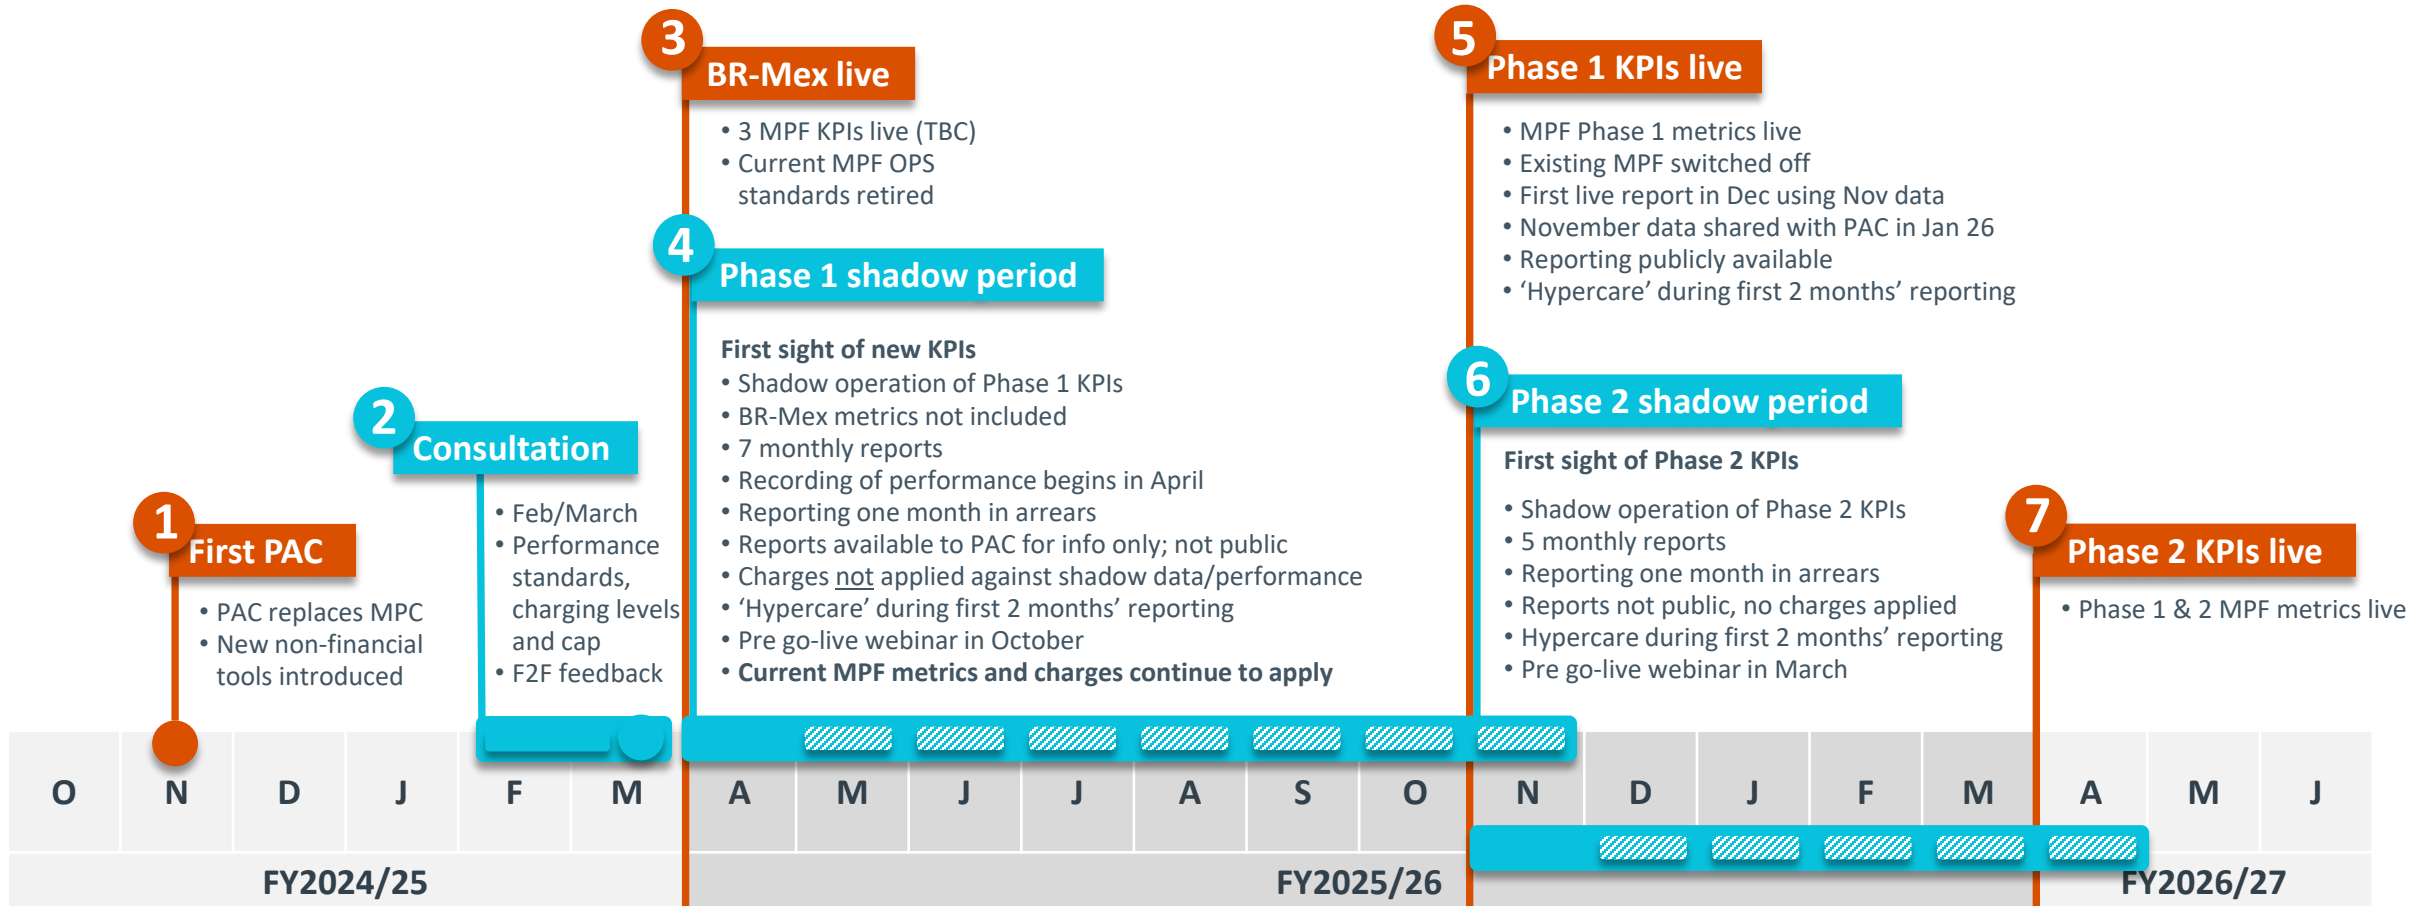 1
First PAC
• PAC replaces MPC
• New non-financial
tools introduced
2
Consultation
• Feb/March
• Performance
standards,
charging levels
and cap
• F2F feedback
3
BR-Mex live
• 3 MPF KPIs live (TBC)
• Current MPF OPS
standards retired
4
Phase 1 shadow period
First sight of new KPIs
• Shadow operation of Phase 1 KPIs
• BR-Mex metrics not included
• 7 monthly reports
• Recording of performance begins in April
• Reporting one month in arrears
• Reports available to PAC for info only; not public
• Charges not applied against shadow data/performance
• ‘Hypercare’ during first 2 months’ reporting
• Pre go-live webinar in October
• Current MPF metrics and charges continue to apply
5
Phase 1 KPIs live
• MPF Phase 1 metrics live
• Existing MPF switched off
• First live report in Dec using Nov data
• November data shared with PAC in Jan 26
• Reporting publicly available
• ‘Hypercare’ during first 2 months’ reporting
6
Phase 2 shadow period
First sight of Phase 2 KPIs
• Shadow operation of Phase 2 KPIs
• 5 monthly reports
• Reporting one month in arrears
• Reports not public, no charges applied
• Hypercare during first 2 months’ reporting
• Pre go-live webinar in March
7
Phase 2 KPIs live
• Phase 1 & 2 MPF metrics live
O N D J F M A M J J A S O N D J F M A M J
FY2024/25 FY2025/26 FY2026/27